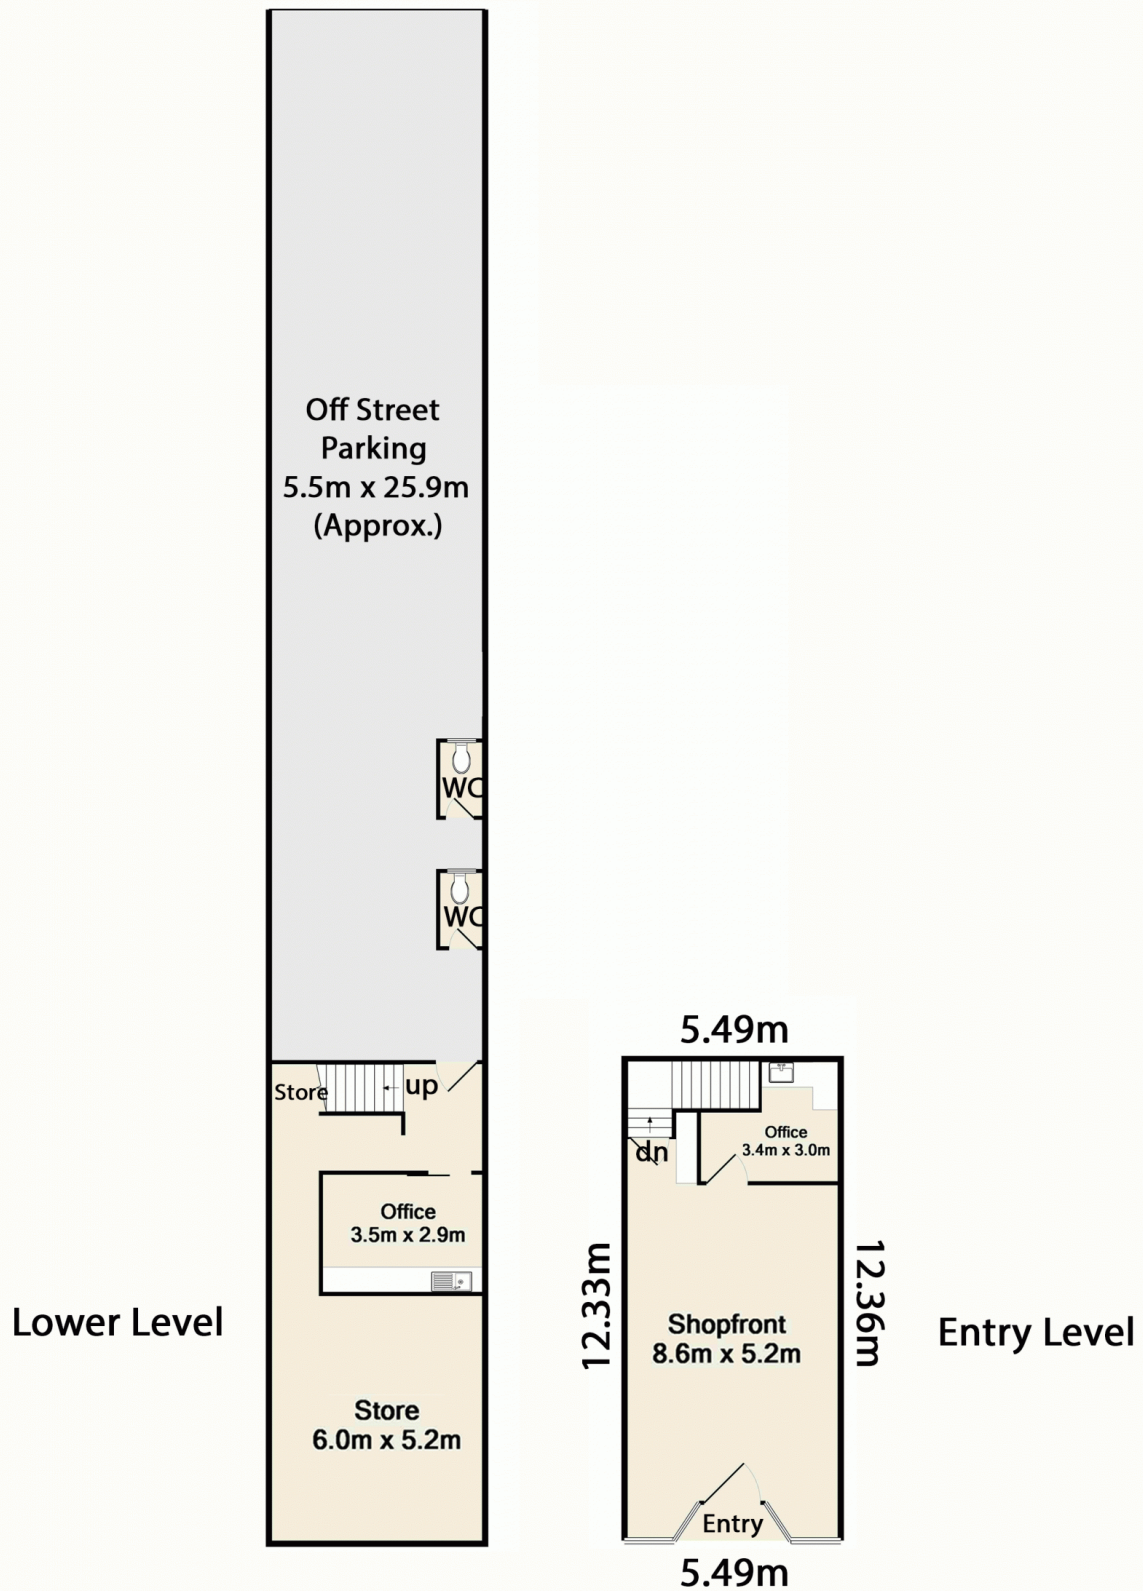 Off Street
Parking
5.5m x 25.9m
(Approx.)
WC
WC
Store
up
Office
3.5m x 2.9m
Lower Level
Store
6.0m x 5.2m
5.49m
Office
3.4m x 3.0m
dn
12.33m
12.36m
Shopfront
8.6m x 5.2m
Entry Level
Entry
5.49m